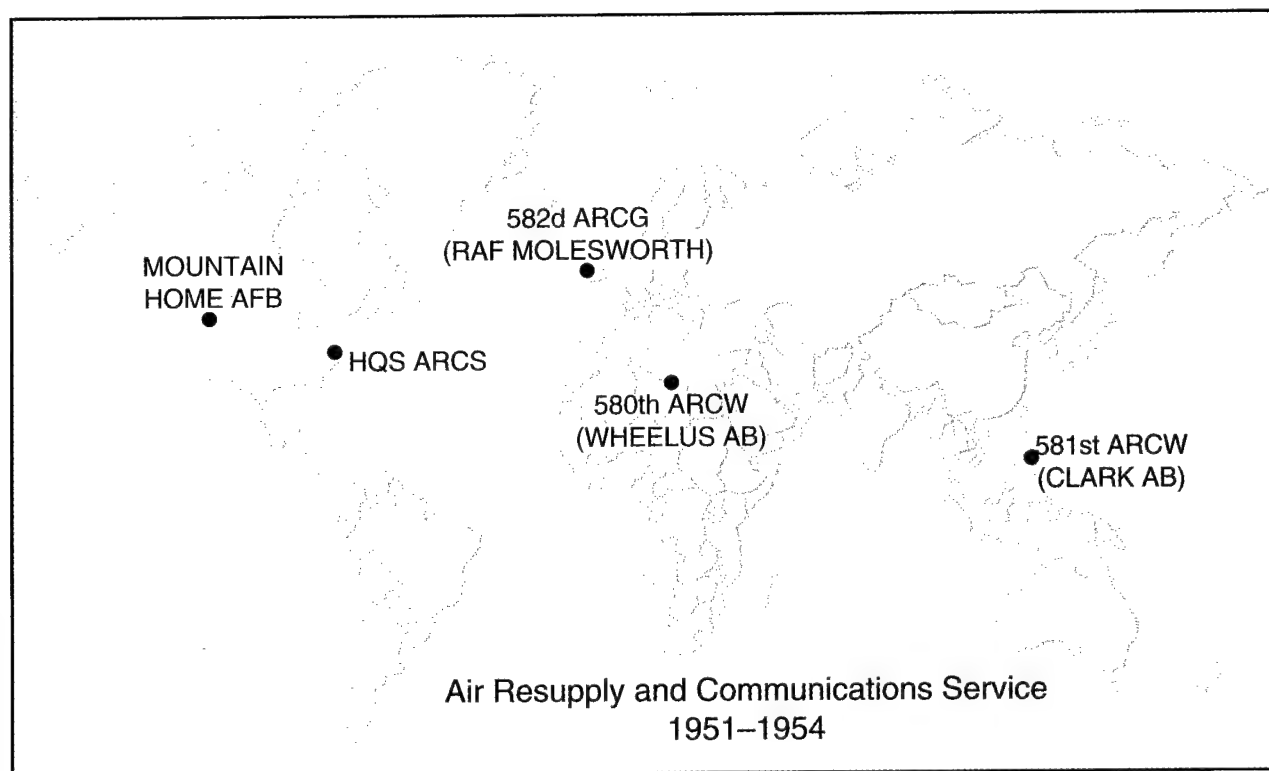 582d ARCG
(RAF MOLESWORTH)
MOUNTAIN
HOME AFB
HQS ARCS
580th ARCW
(WHEELUS AB)
581st ARCW
(CLARK AB)
Air Resupply and Communications Service
1951–1954